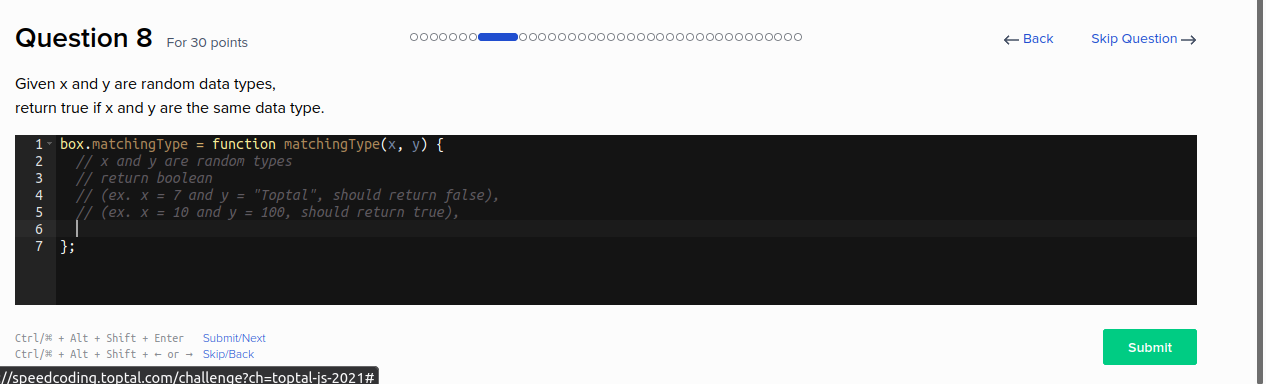 Question 8 For 30 points
← Back Skip Question →
Given x and y are random data types,
return true if x and y are the same data type.
1 box.matchingType = function matchingType(x, y) {
2 // x and y are random types
3 // return boolean
4 // (ex. x = 7 and y = "Toptal", should return false),
5 // (ex. x = 10 and y = 100, should return true),
6
7 };
Ctrl/⌘ + Alt + Shift + Enter Submit/Next
Ctrl/⌘ + Alt + Shift + ← or → Skip/Back
Submit
//speedcoding.toptal.com/challenge?ch=toptal-js-2021#